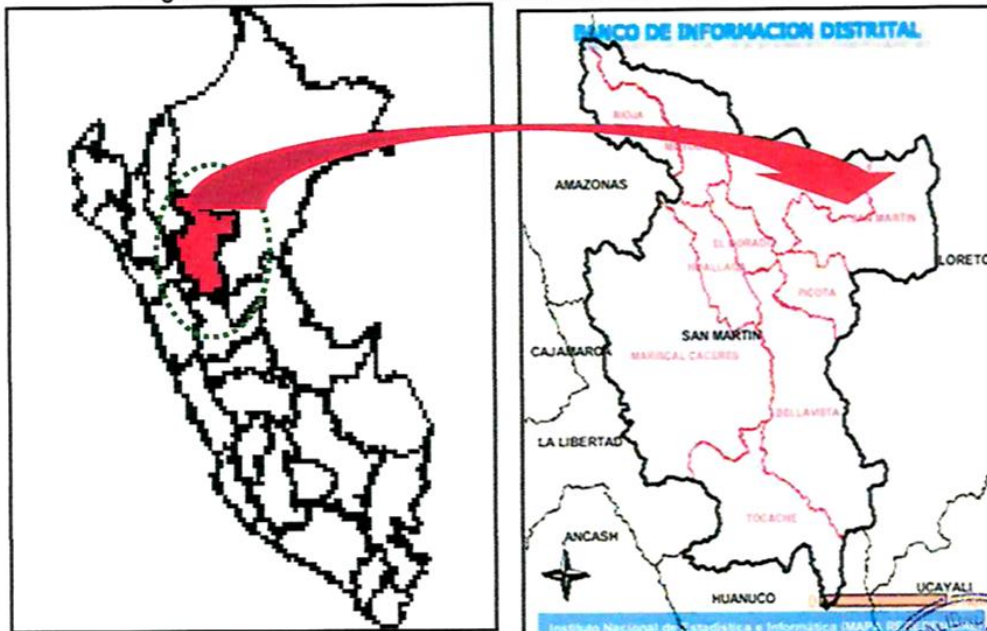 BANCO DE INFORMACION DISTRITAL
RIOJA
AMAZONAS
SAN MARTIN
EL DORADO
LORETO
HUALLAGA
PICOTA
SAN MARTIN
CAJAMARCA
MARISCAL CACERES
BELLAVISTA
LA LIBERTAD
TOCACHE
ANCASH
UCAYALI
HUANUCO
Instituto Nacional de Estadística e Informática